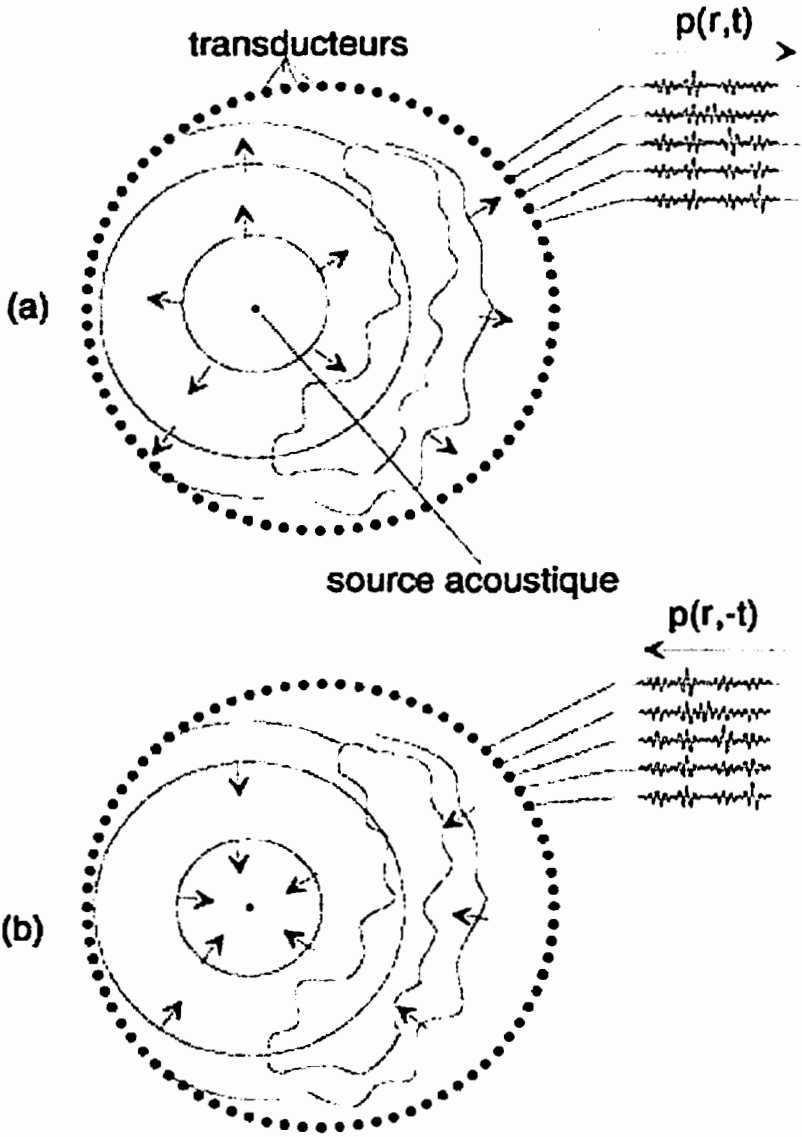 p(r,t)
transducteurs
(a)
source acoustique
p(r,-t)
(b)